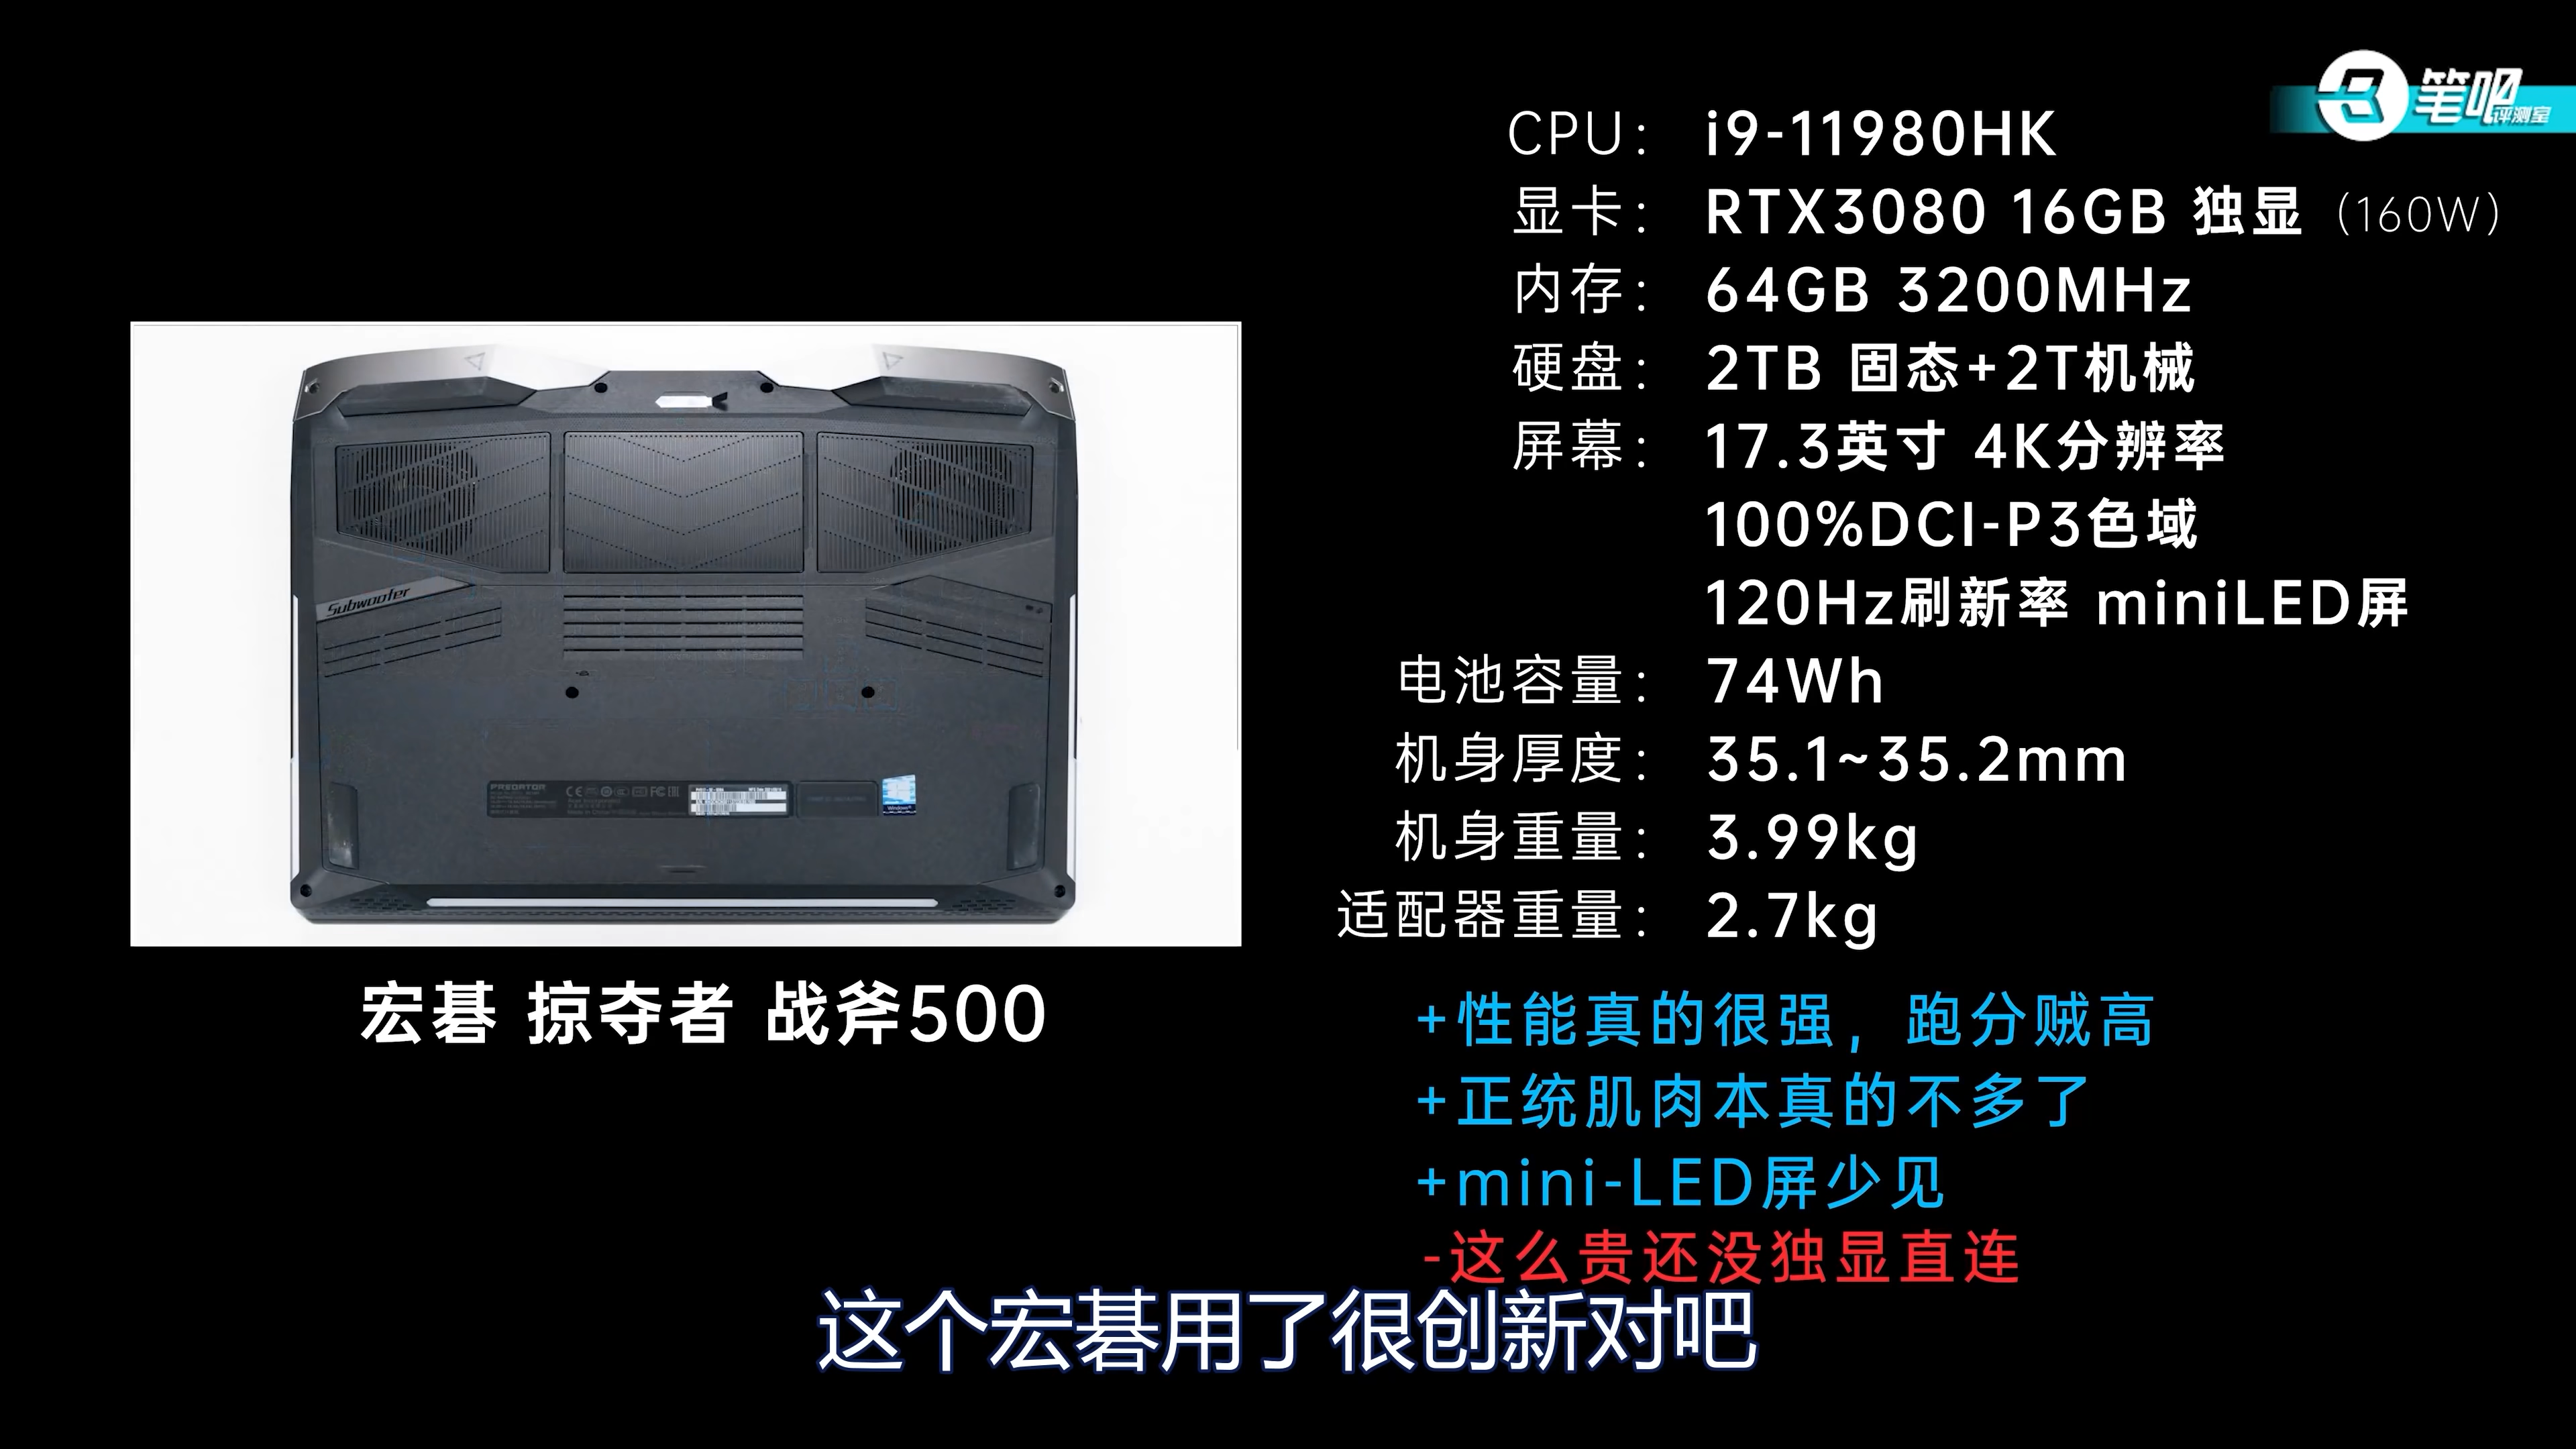 笔吧
评测室
CPU： i9-11980HK
显卡： RTX3080 16GB 独显（160W）
内存： 64GB 3200MHz
硬盘： 2TB 固态+2T机械
屏幕： 17.3英寸 4K分辨率
100%DCI-P3色域
120Hz刷新率 miniLED屏
电池容量： 74Wh
机身厚度： 35.1~35.2mm
机身重量： 3.99kg
适配器重量： 2.7kg
Subwoofer
PREDATOR
Windows
宏碁 掠夺者 战斧500
+性能真的很强，跑分贼高
+正统肌肉本真的不多了
+mini-LED屏少见
-这么贵还没独显直连
这个宏碁用了很创新对吧